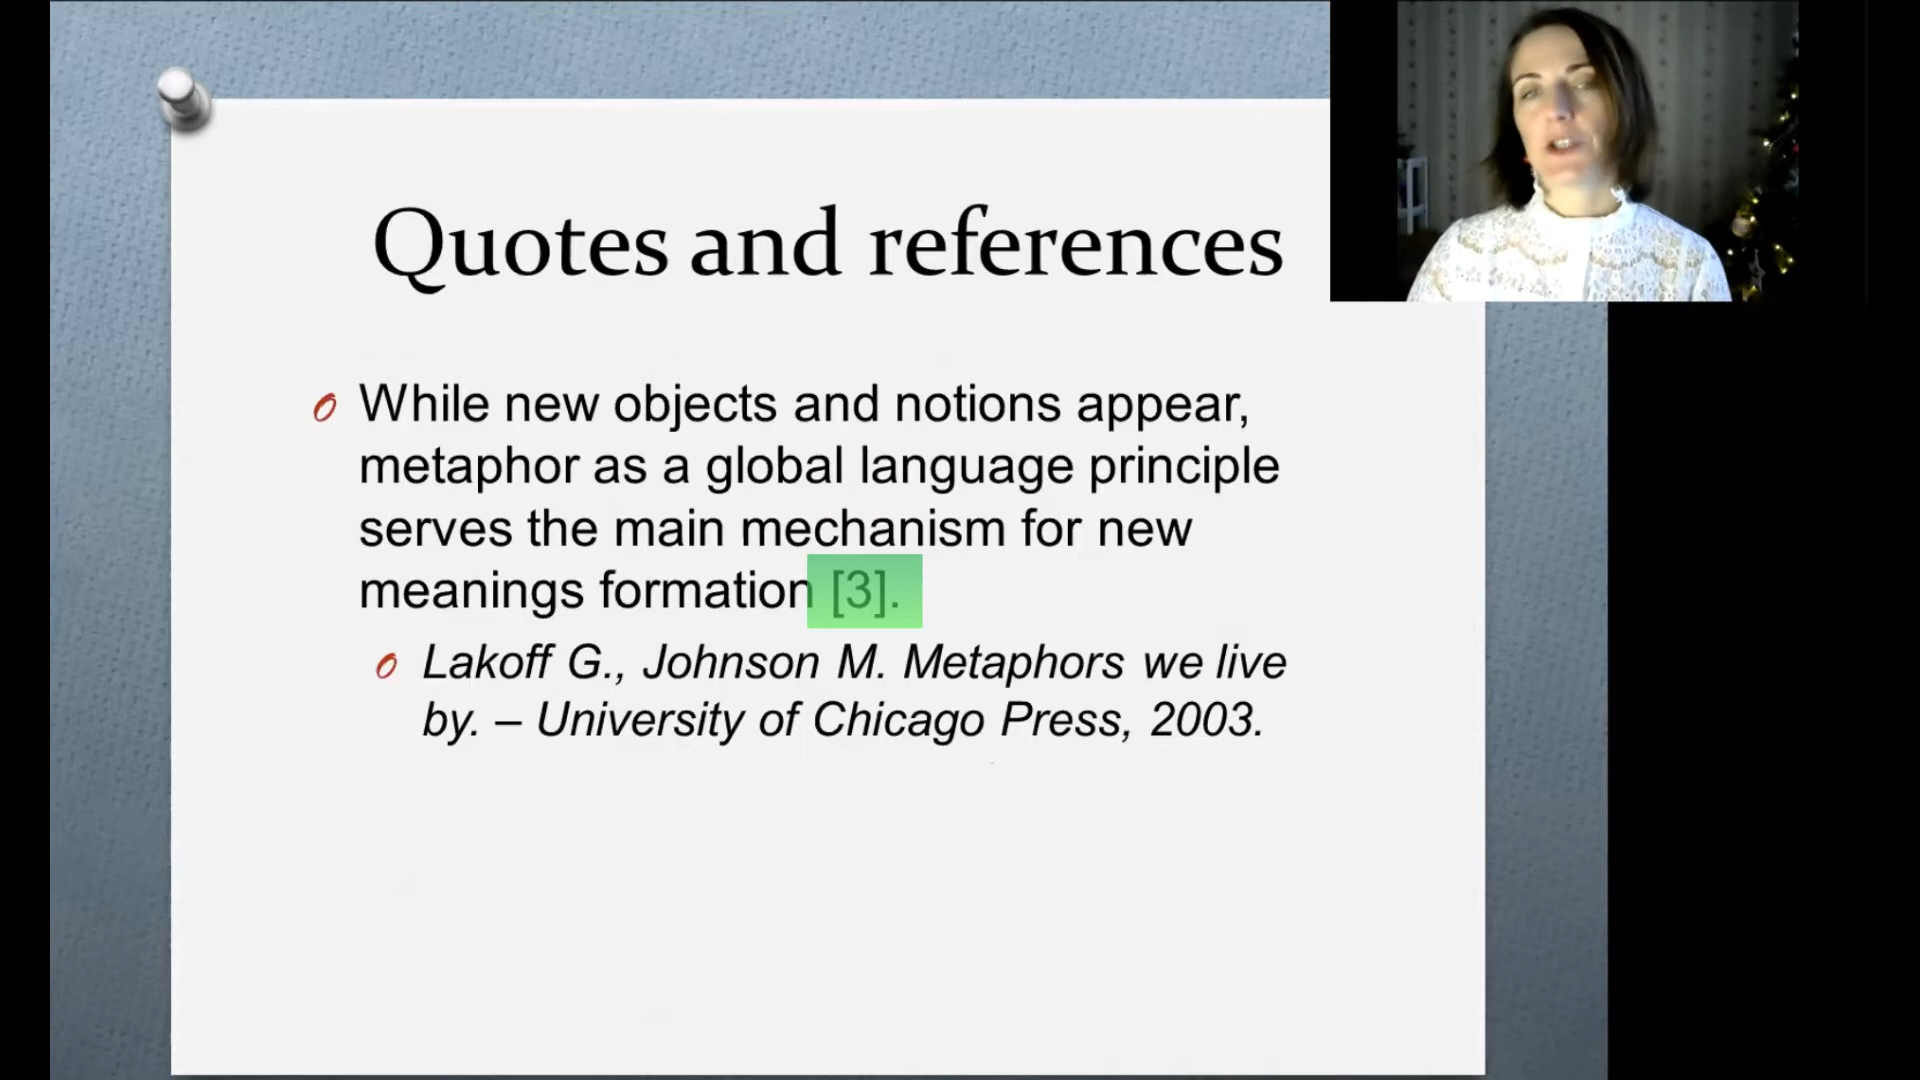 Quotes and references
While new objects and notions appear,
metaphor as a global language principle
serves the main mechanism for new
meanings formation [3].
Lakoff G., Johnson M. Metaphors we live
by. – University of Chicago Press, 2003.